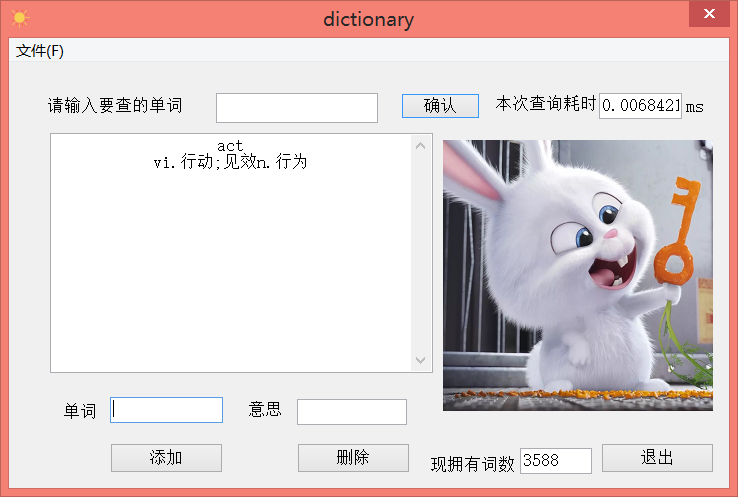 dictionary
文件(F)
请输入要查的单词 确认 本次查询耗时 0.0068421 ms
act
vi.行动;见效n.行为
单词 意思
添加 删除 现拥有词数 3588 退出